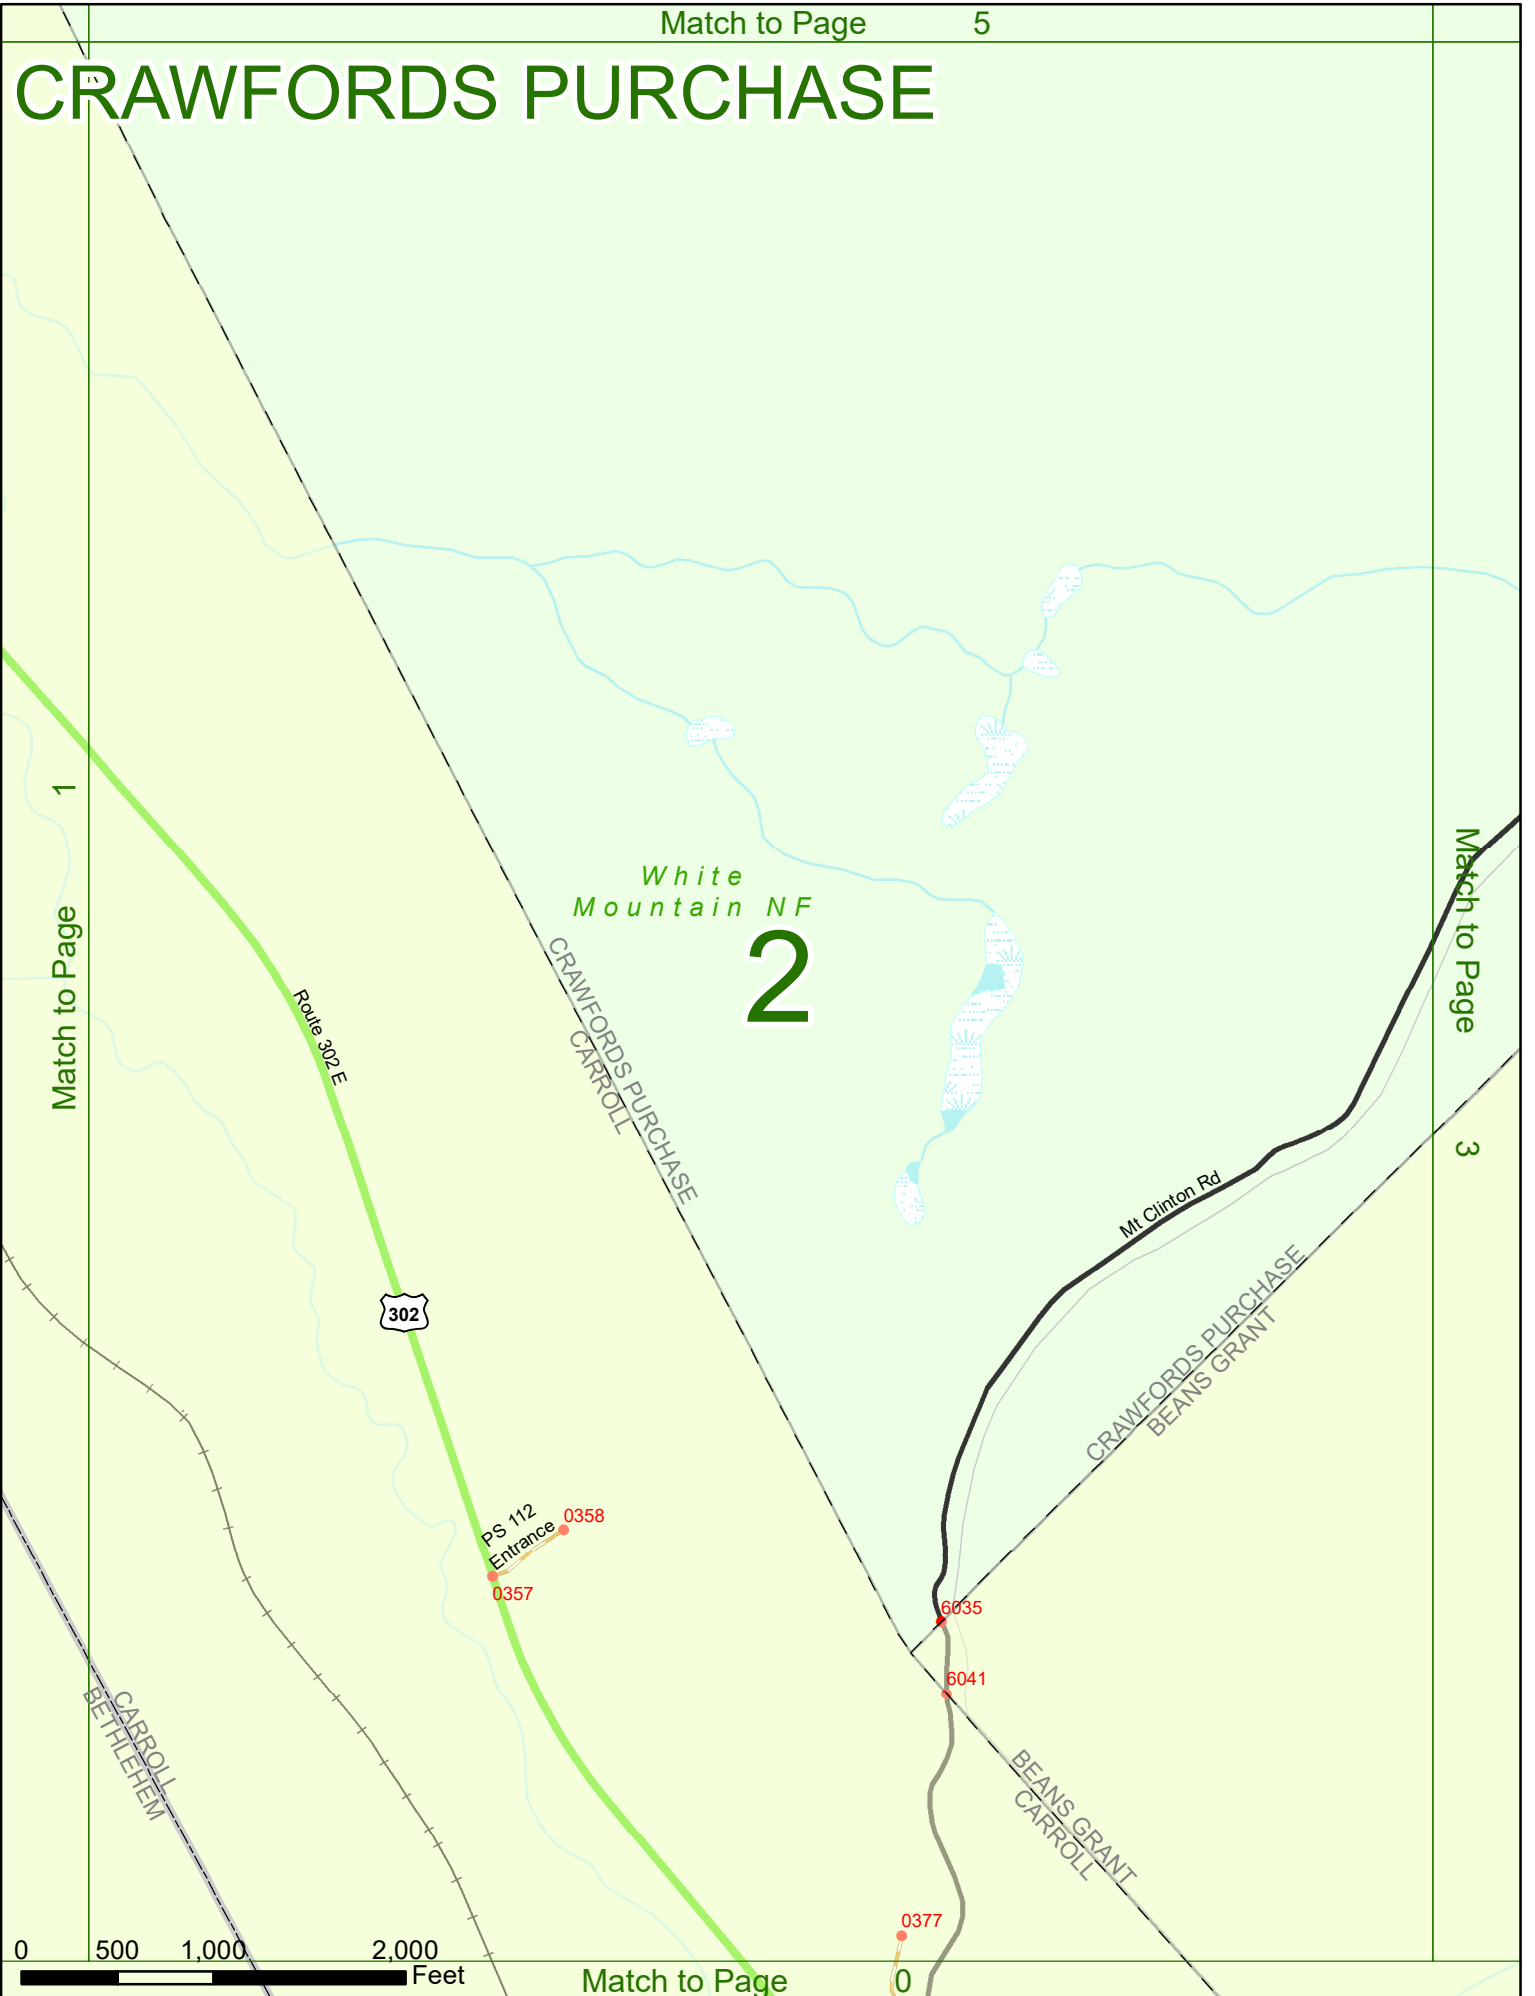 Match to Page 5
CRAWFORDS PURCHASE
Match to Page 1
Match to Page 3
White
Mountain NF
2
CRAWFORDS PURCHASE
CARROLL
Route 302 E
302
Mt Clinton Rd
CRAWFORDS PURCHASE
BEANS GRANT
PS 112
Entrance
0358
0357
6035
6041
CARROLL
BETHLEHEM
BEANS GRANT
CARROLL
0377
0 500 1,000 2,000
Feet
Match to Page 0